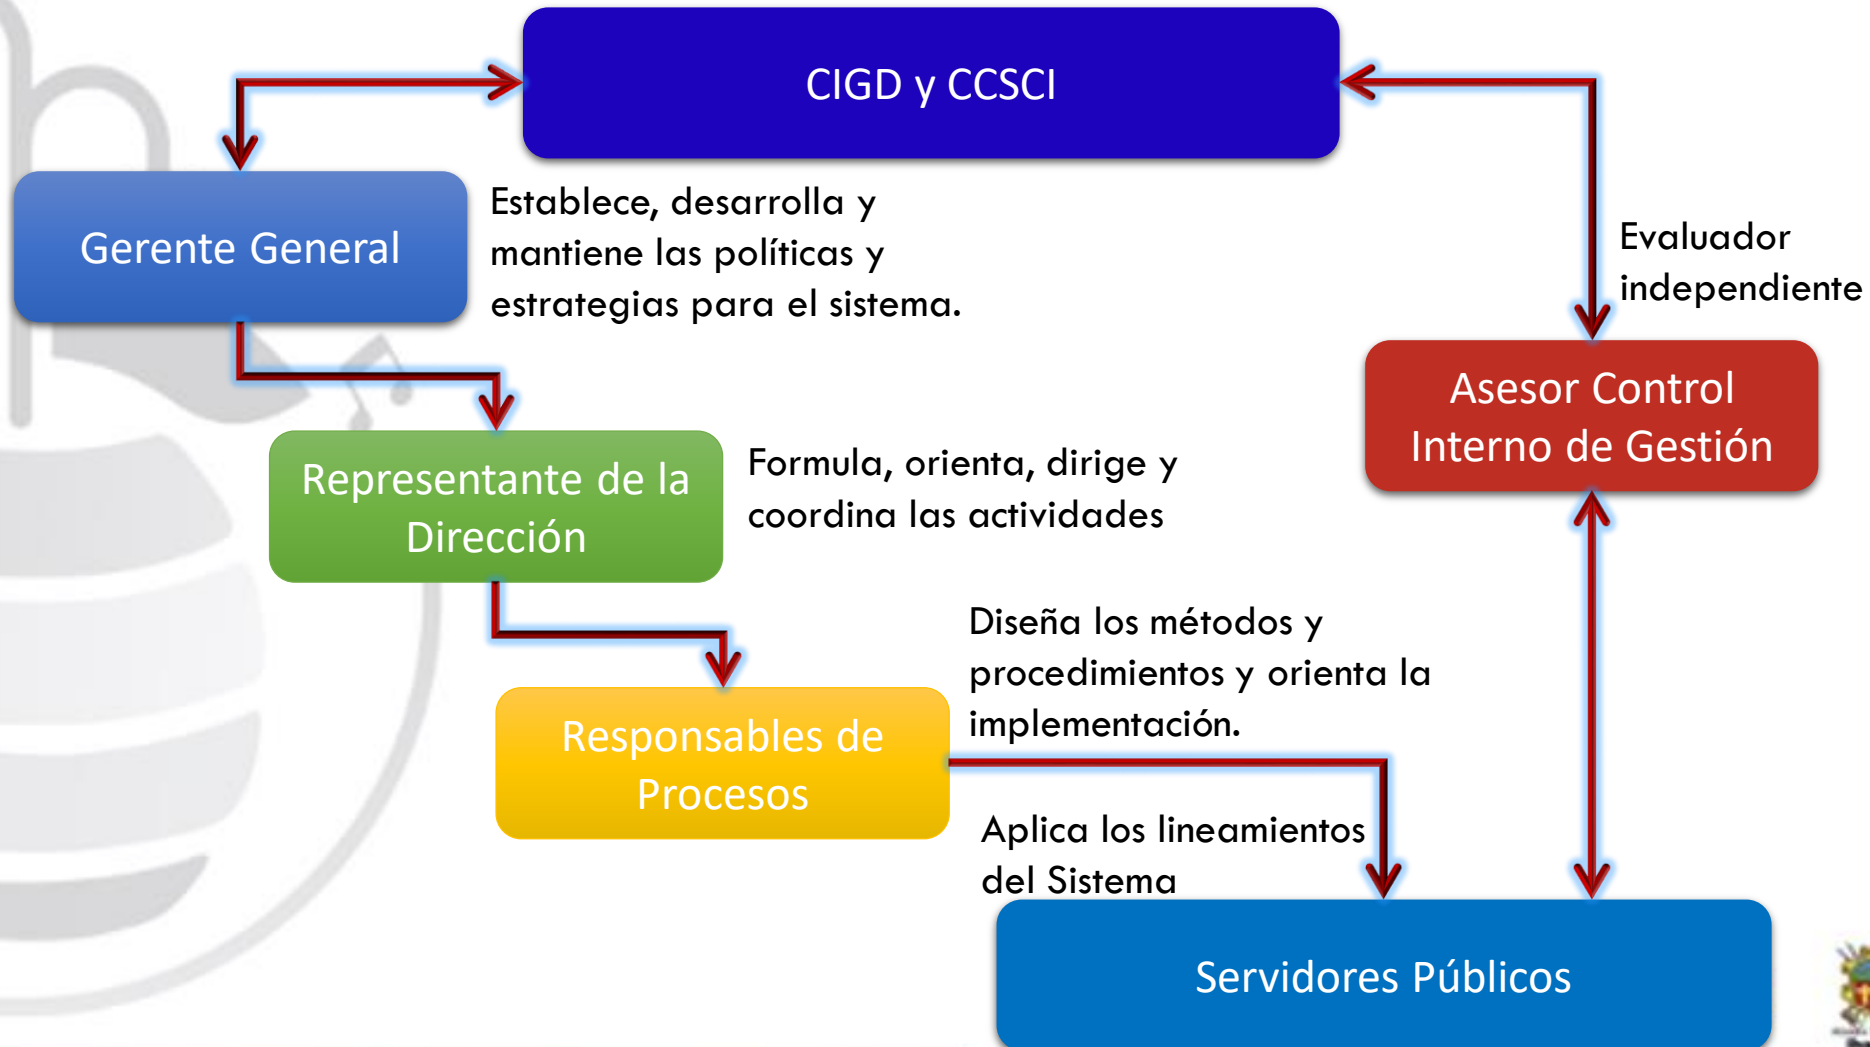 CIGD y CCSCI
Gerente General
Establece, desarrolla y
mantiene las políticas y
estrategias para el sistema.
Evaluador
independiente
Asesor Control
Interno de Gestión
Representante de la
Dirección
Formula, orienta, dirige y
coordina las actividades
Diseña los métodos y
procedimientos y orienta la
implementación.
Responsables de
Procesos
Aplica los lineamientos
del Sistema
Servidores Públicos